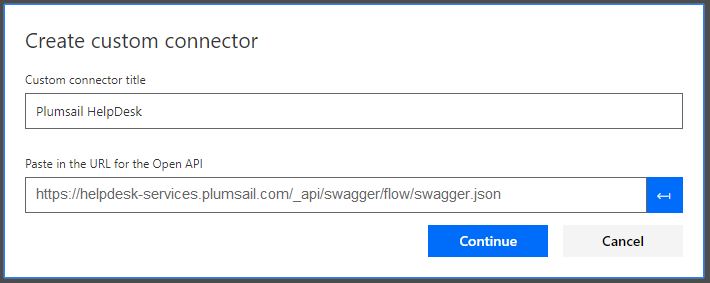 Create custom connector
Custom connector title
Plumsail HelpDesk
Paste in the URL for the Open API
https://helpdesk-services.plumsail.com/_api/swagger/flow/swagger.json
Continue Cancel